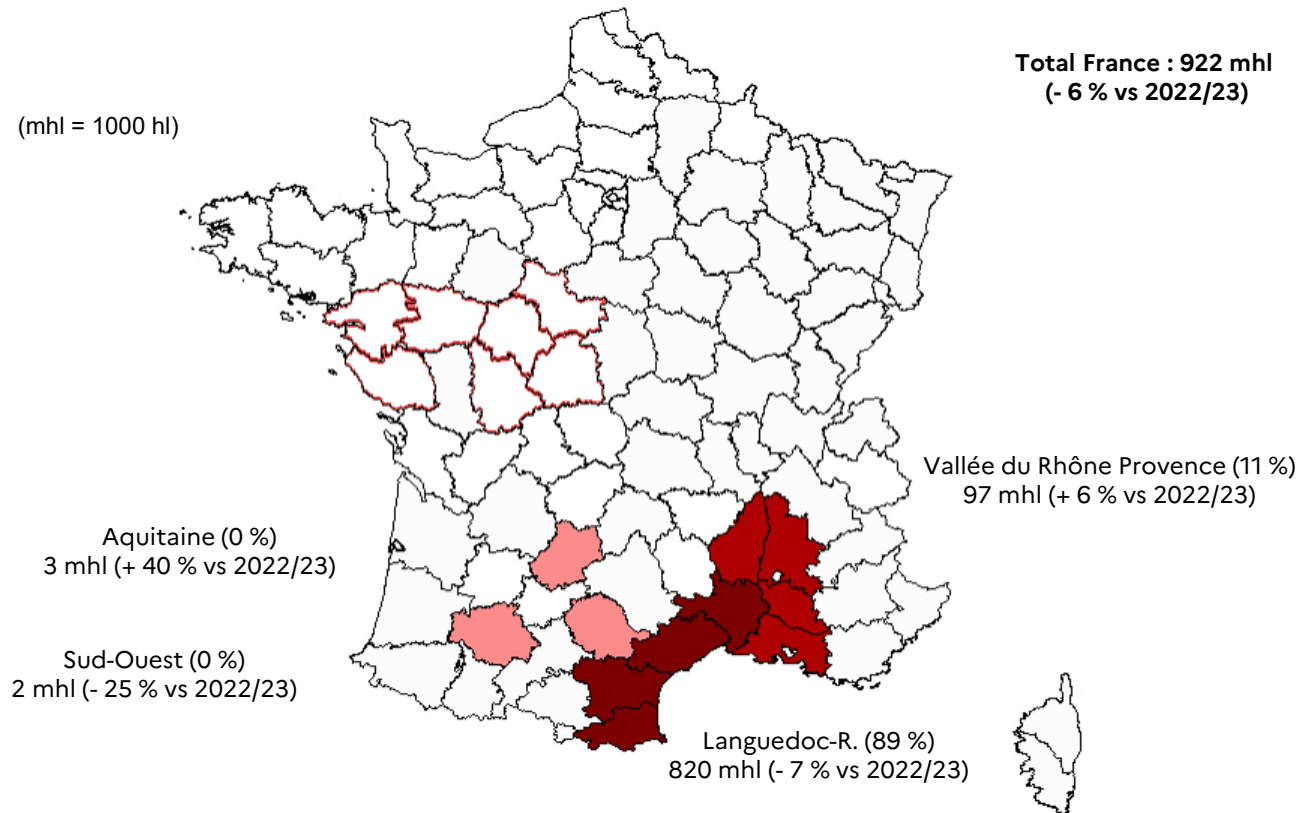 Total France : 922 mhl
(- 6 % vs 2022/23)
(mhl = 1000 hl)
Vallée du Rhône Provence (11 %)
97 mhl (+ 6 % vs 2022/23)
Aquitaine (0 %)
3 mhl (+ 40 % vs 2022/23)
Sud-Ouest (0 %)
2 mhl (- 25 % vs 2022/23)
Languedoc-R. (89 %)
820 mhl (- 7 % vs 2022/23)